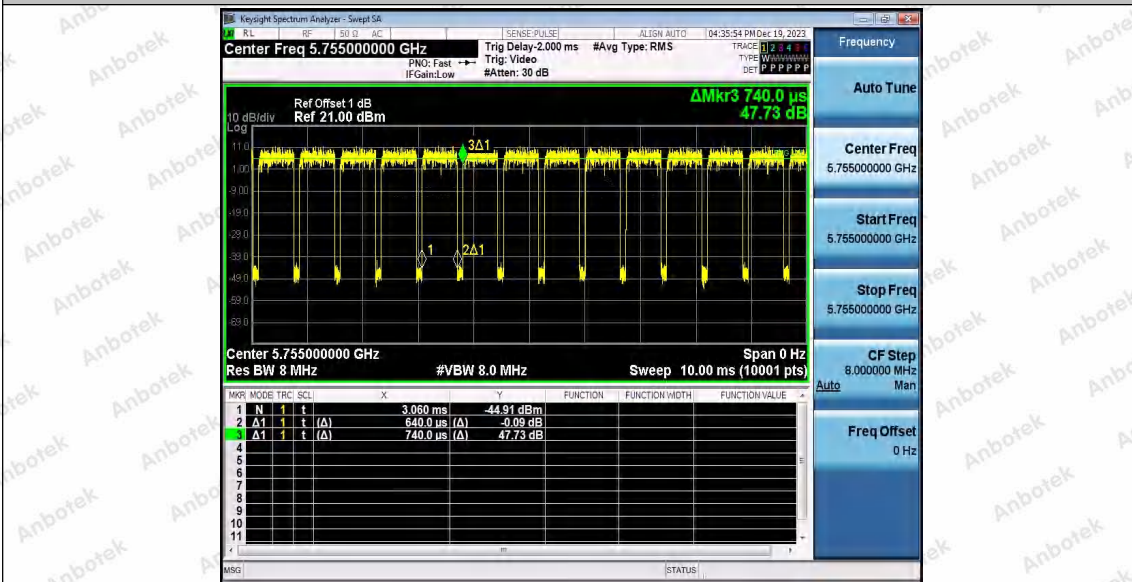 Keysight Spectrum Analyzer - Swept SA
RL RF 50 Ω AC SENSE:PULSE ALIGN AUTO 04:35:54 PM Dec 19, 2023
Center Freq 5.755000000 GHz
PNO: Fast
IFGain:Low
Trig Delay-2.000 ms
Trig: Video
#Atten: 30 dB
#Avg Type: RMS
TRACE 1 2 3 4 5 6
TYPE WWWWWW
DET P P P P P P
ΔMkr3 740.0 µs
47.73 dB
Ref Offset 1 dB
10 dB/div Ref 21.00 dBm
Log
11.0
1.00
-9.00
-19.0
-29.0
-39.0
-49.0
-59.0
-69.0
3Δ1
1
2Δ1
Center 5.755000000 GHz Span 0 Hz
Res BW 8 MHz #VBW 8.0 MHz Sweep 10.00 ms (10001 pts)
MKR MODE TRC SCL X Y FUNCTION FUNCTION WIDTH FUNCTION VALUE
1 N 1 t 3.060 ms -44.91 dBm
2 Δ1 1 t (Δ) 640.0 µs (Δ) -0.09 dB
3 Δ1 1 t (Δ) 740.0 µs (Δ) 47.73 dB
4
5
6
7
8
9
10
11
MSG STATUS
Frequency
Auto Tune
Center Freq
5.755000000 GHz
Start Freq
5.755000000 GHz
Stop Freq
5.755000000 GHz
CF Step
8.000000 MHz
Auto Man
Freq Offset
0 Hz
Anbotek